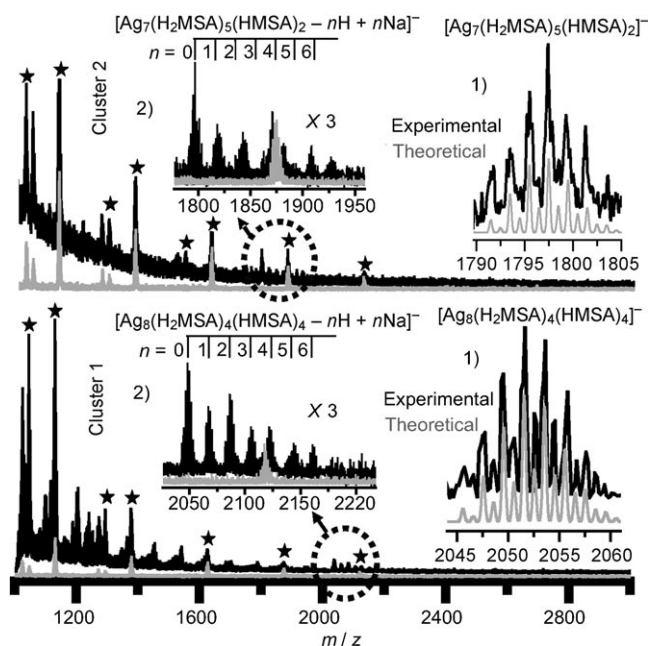 [Ag₇(H₂MSA)₅(HMSA)₂ – nH + nNa]⁻
n = 0 1 2 3 4 5 6
Cluster 2
2)
X 3
1800 1850 1900 1950
[Ag₇(H₂MSA)₅(HMSA)₂]⁻
1)
Experimental
Theoretical
1790 1795 1800 1805
[Ag₈(H₂MSA)₄(HMSA)₄ – nH + nNa]⁻
n = 0 1 2 3 4 5 6
Cluster 1
2)
X 3
2050 2100 2150 2220
[Ag₈(H₂MSA)₄(HMSA)₄]⁻
1)
Experimental
Theoretical
2045 2050 2055 2060
1200 1600 2000 2400 2800
m / z